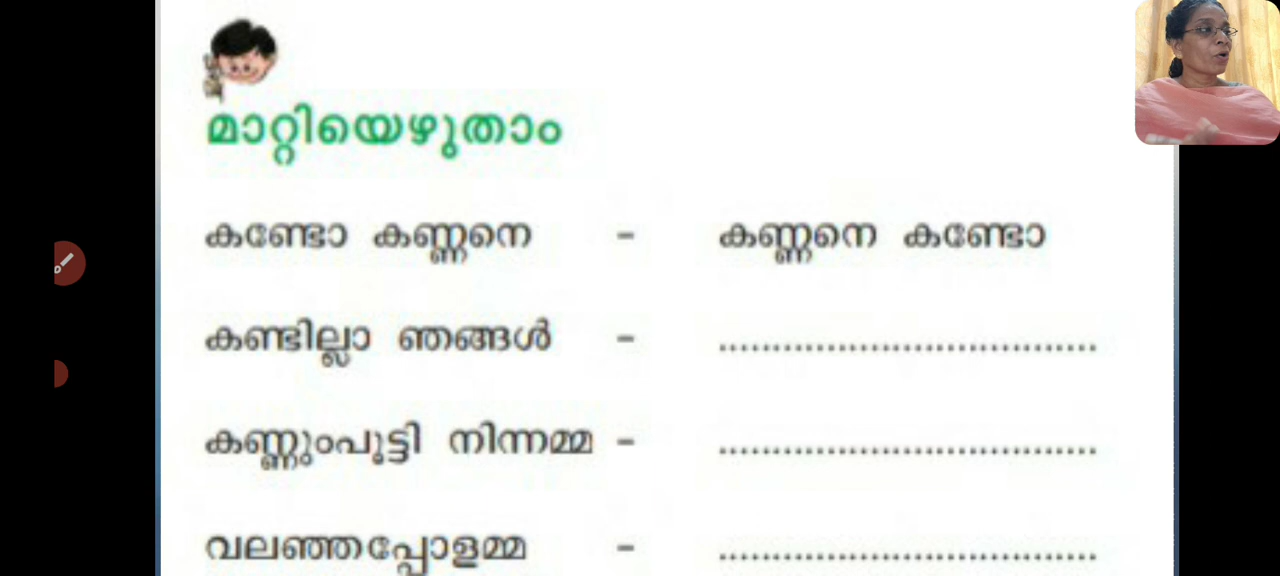 മാറ്റിയെഴുതാം
കണ്ടോ കണ്ണനെ - കണ്ണനെ കണ്ടോ
കണ്ടില്ലാ ഞങ്ങൾ - ....................................
കണ്ണുംപൂട്ടി നിന്നമ്മ - ....................................
വലഞ്ഞപ്പോളമ്മ - ....................................